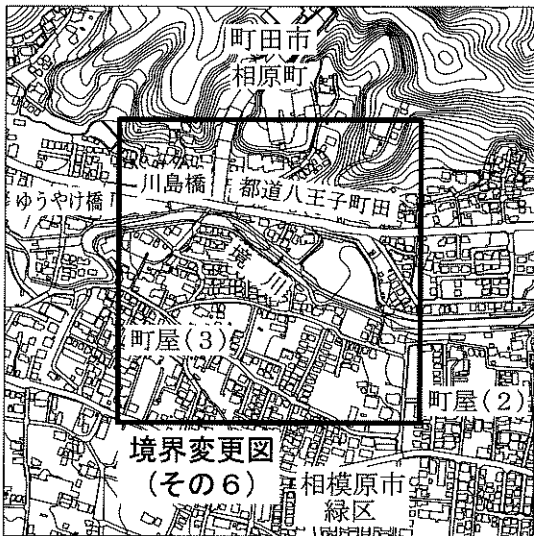 町田市
相原町
川島橋
都道八王子町田
ゆうやけ橋
境川
町屋(3)
町屋(2)
境界変更図
(その6)
相模原市
緑区